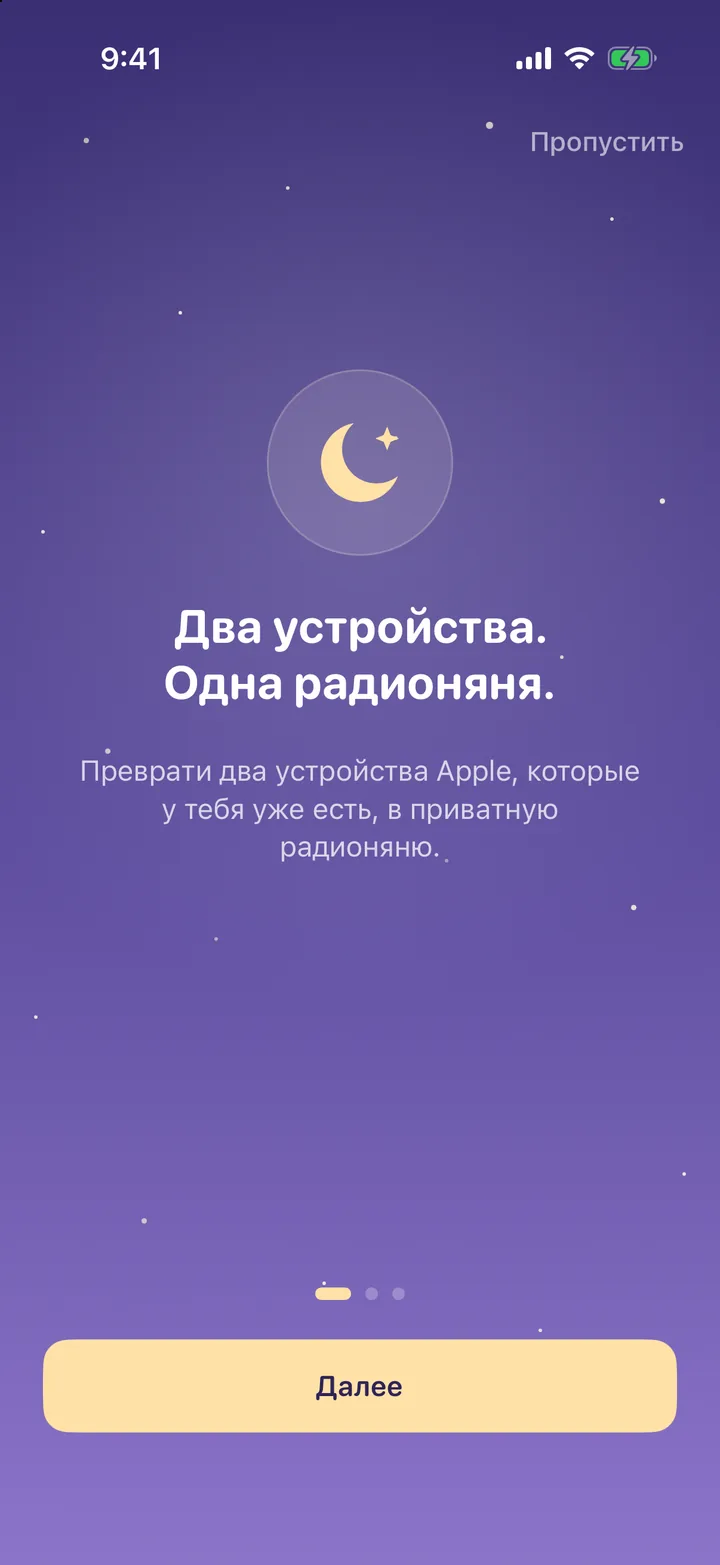 9:41
Пропустить
Два устройства.
Одна радионяня.
Преврати два устройства Apple, которые
у тебя уже есть, в приватную
радионяню.
Далее